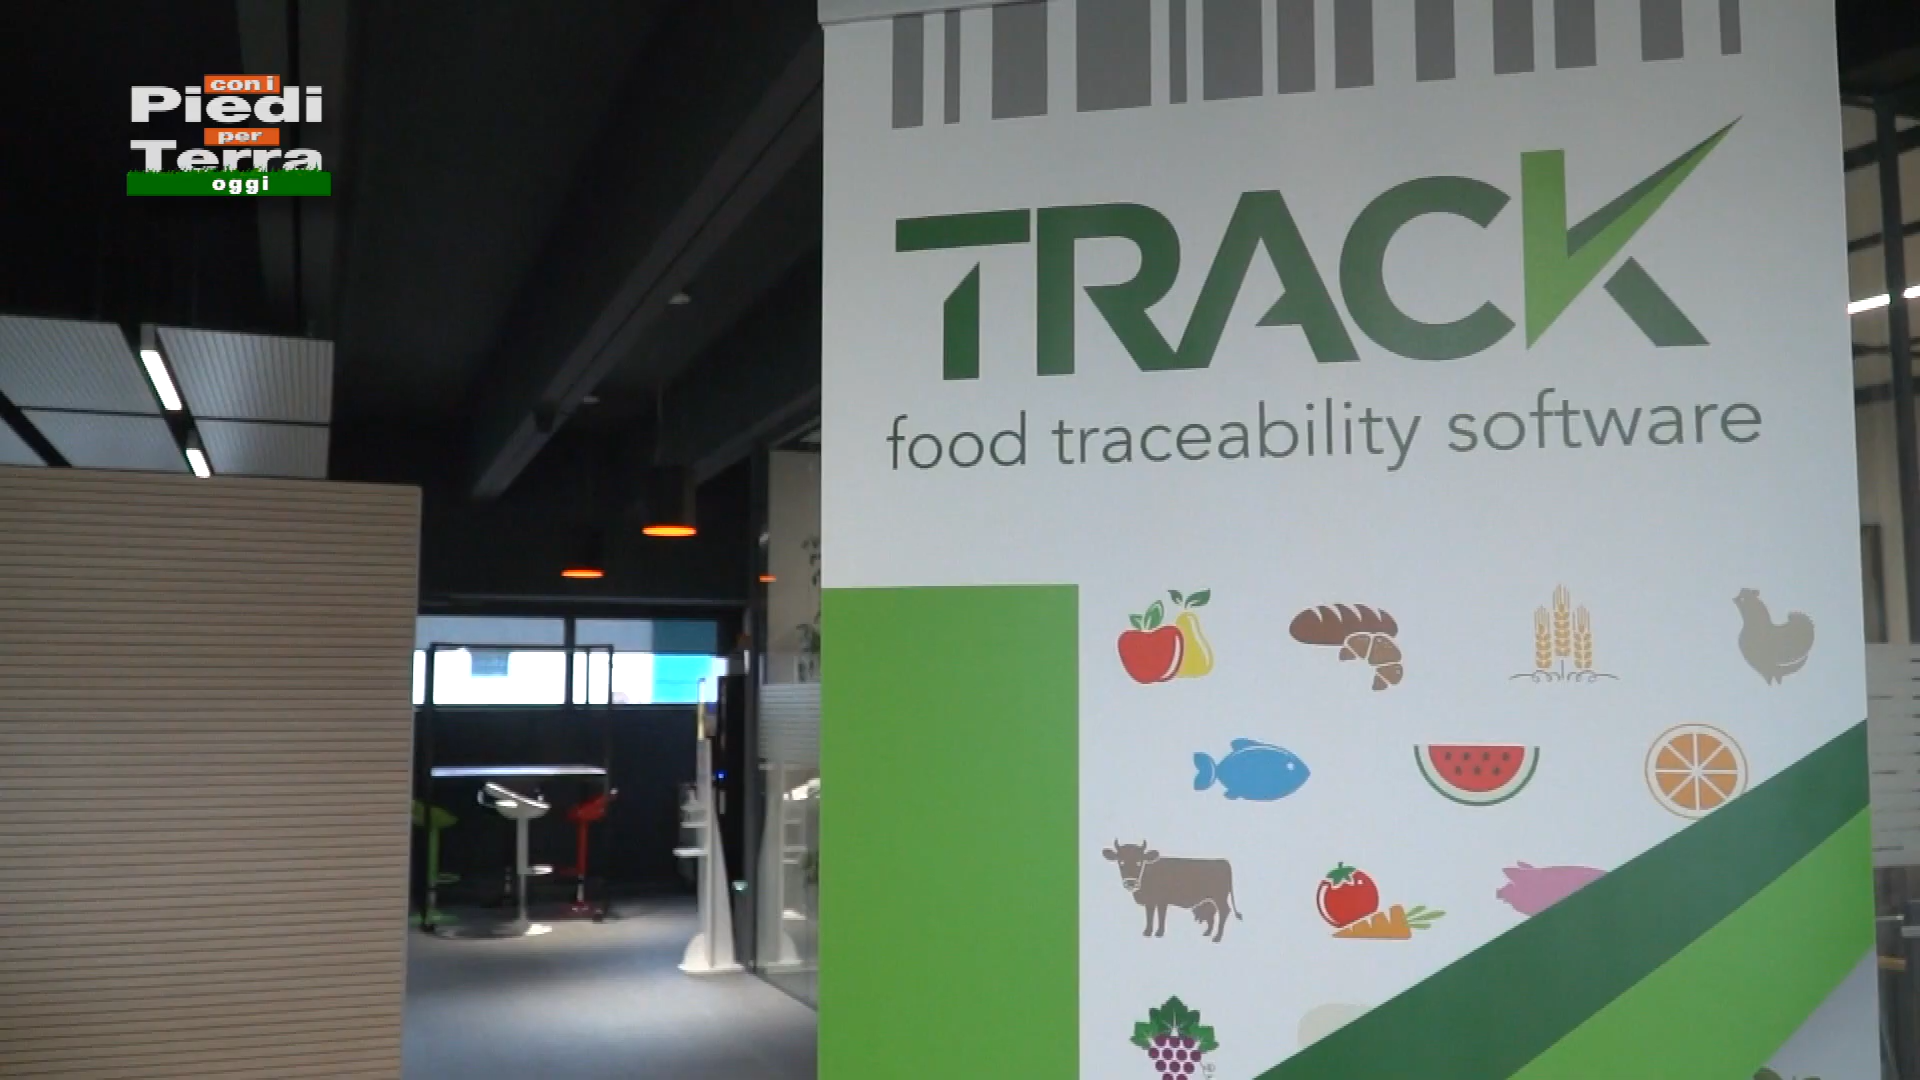 con i
Piedi
per
Terra
oggi
TRACK
food traceability software